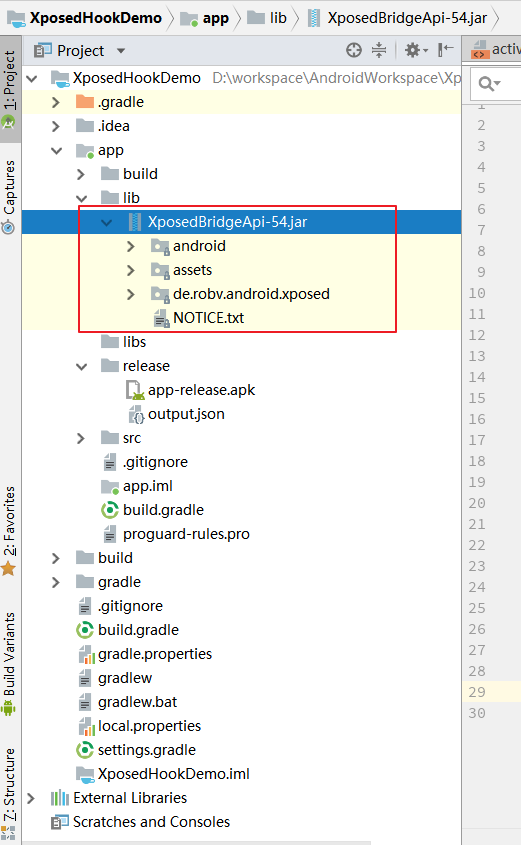 XposedHookDemo app lib XposedBridgeApi-54.jar
Project
activ
XposedHookDemo D:\workspace\AndroidWorkspace\Xp
.gradle
.idea
app
build
lib
XposedBridgeApi-54.jar
android
assets
de.robv.android.xposed
NOTICE.txt
libs
release
app-release.apk
output.json
src
.gitignore
app.iml
build.gradle
proguard-rules.pro
build
gradle
.gitignore
build.gradle
gradle.properties
gradlew
gradlew.bat
local.properties
settings.gradle
XposedHookDemo.iml
External Libraries
Scratches and Consoles
1: Project
Captures
2: Favorites
Build Variants
Z: Structure
1
2
3
4
5
6
7
8
9
10
11
12
13
14
15
16
17
18
19
20
21
22
23
24
25
26
27
28
29
30